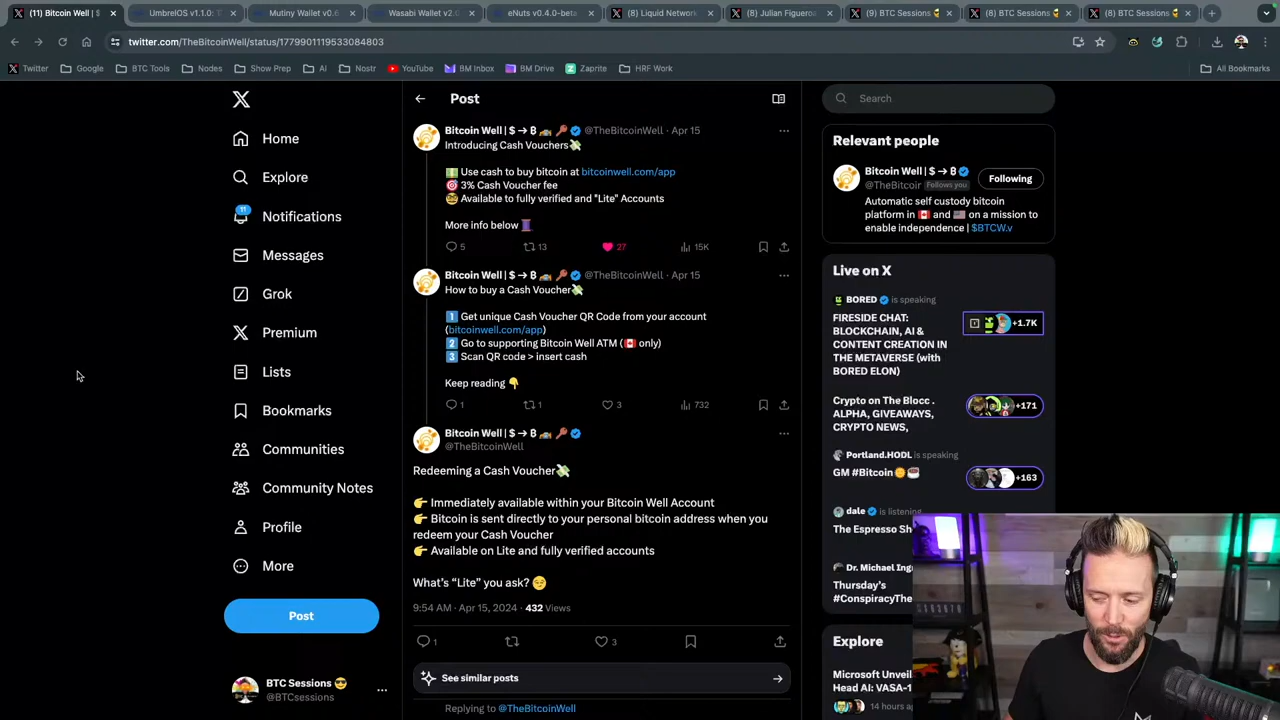 (11) Bitcoin Well | $
UmbrelOS v1.1.0: 1
Mutiny Wallet v0.6
Wasabi Wallet v2.0
eNuts v0.4.0-beta
(8) Liquid Network
(8) Julian Figueroa
(9) BTC Sessions
(8) BTC Sessions
(8) BTC Sessions
twitter.com/TheBitcoinWell/status/1779901119533084803
Twitter
Google
BTC Tools
Nodes
Show Prep
AI
Nostr
YouTube
BM Inbox
BM Drive
Zaprite
HRF Work
All Bookmarks
Home
Explore
11
Notifications
Messages
Grok
Premium
Lists
Bookmarks
Communities
Community Notes
Profile
More
Post
BTC Sessions 😎
@BTCsessions
Post
Bitcoin Well | $ → ₿ @TheBitcoinWell · Apr 15
Introducing Cash Vouchers💸
💵 Use cash to buy bitcoin at bitcoinwell.com/app
🎯 3% Cash Voucher fee
🤓 Available to fully verified and "Lite" Accounts
More info below 🧵
5
13
27
15K
Bitcoin Well | $ → ₿ @TheBitcoinWell · Apr 15
How to buy a Cash Voucher💸
1️⃣ Get unique Cash Voucher QR Code from your account
(bitcoinwell.com/app)
2️⃣ Go to supporting Bitcoin Well ATM (🇨🇦 only)
3️⃣ Scan QR code > insert cash
Keep reading 👇
1
1
3
732
Bitcoin Well | $ → ₿
@TheBitcoinWell
Redeeming a Cash Voucher💸
👉 Immediately available within your Bitcoin Well Account
👉 Bitcoin is sent directly to your personal bitcoin address when you
redeem your Cash Voucher
👉 Available on Lite and fully verified accounts
What's “Lite” you ask? 😏
9:54 AM · Apr 15, 2024 · 432 Views
1
3
See similar posts
Replying to @TheBitcoinWell
Search
Relevant people
Bitcoin Well | $ → ₿
@TheBitcoir Follows you
Following
Automatic self custody bitcoin
platform in 🇨🇦 and 🇺🇸 on a mission to
enable independence | $BTCW.v
Live on X
BORED is speaking
FIRESIDE CHAT:
BLOCKCHAIN, AI &
CONTENT CREATION IN
THE METAVERSE (with
BORED ELON)
+1.7K
Crypto on The Blocc .
ALPHA, GIVEAWAYS,
CRYPTO NEWS,
+171
Portland.HODL is speaking
GM #Bitcoin
+163
dale is listening
The Espresso Sh
Dr. Michael Ing
Thursday's
#ConspiracyThe
Explore
Microsoft Unveil
Head AI: VASA-1
14 hours ag